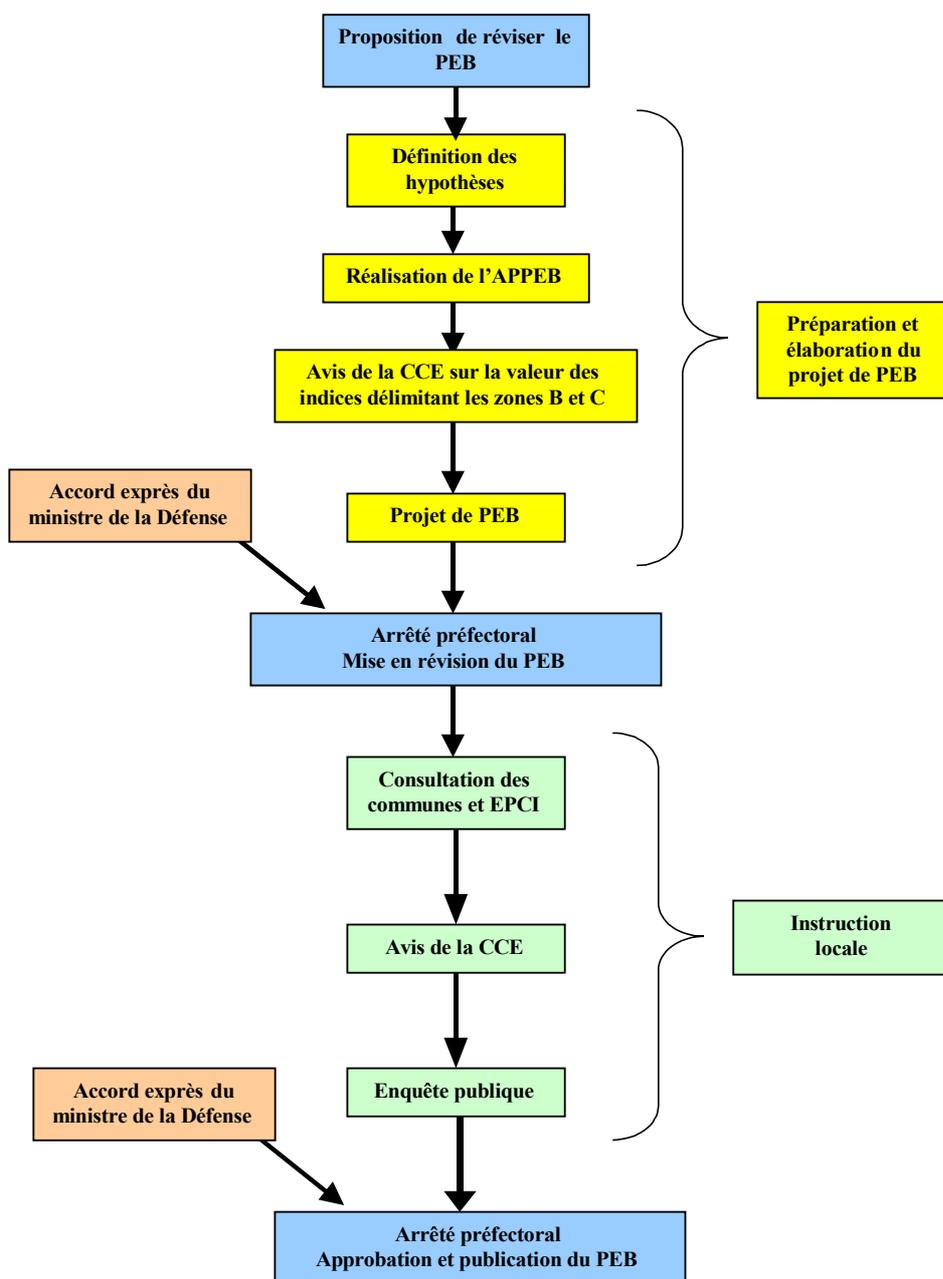 Proposition de réviser le
PEB
Définition des
hypothèses
Réalisation de l'APPEB
Avis de la CCE sur la valeur des
indices délimitant les zones B et C
Projet de PEB
Préparation et
élaboration du
projet de PEB
Accord exprès du
ministre de la Défense
Arrêté préfectoral
Mise en révision du PEB
Consultation des
communes et EPCI
Avis de la CCE
Enquête publique
Instruction
locale
Accord exprès du
ministre de la Défense
Arrêté préfectoral
Approbation et publication du PEB